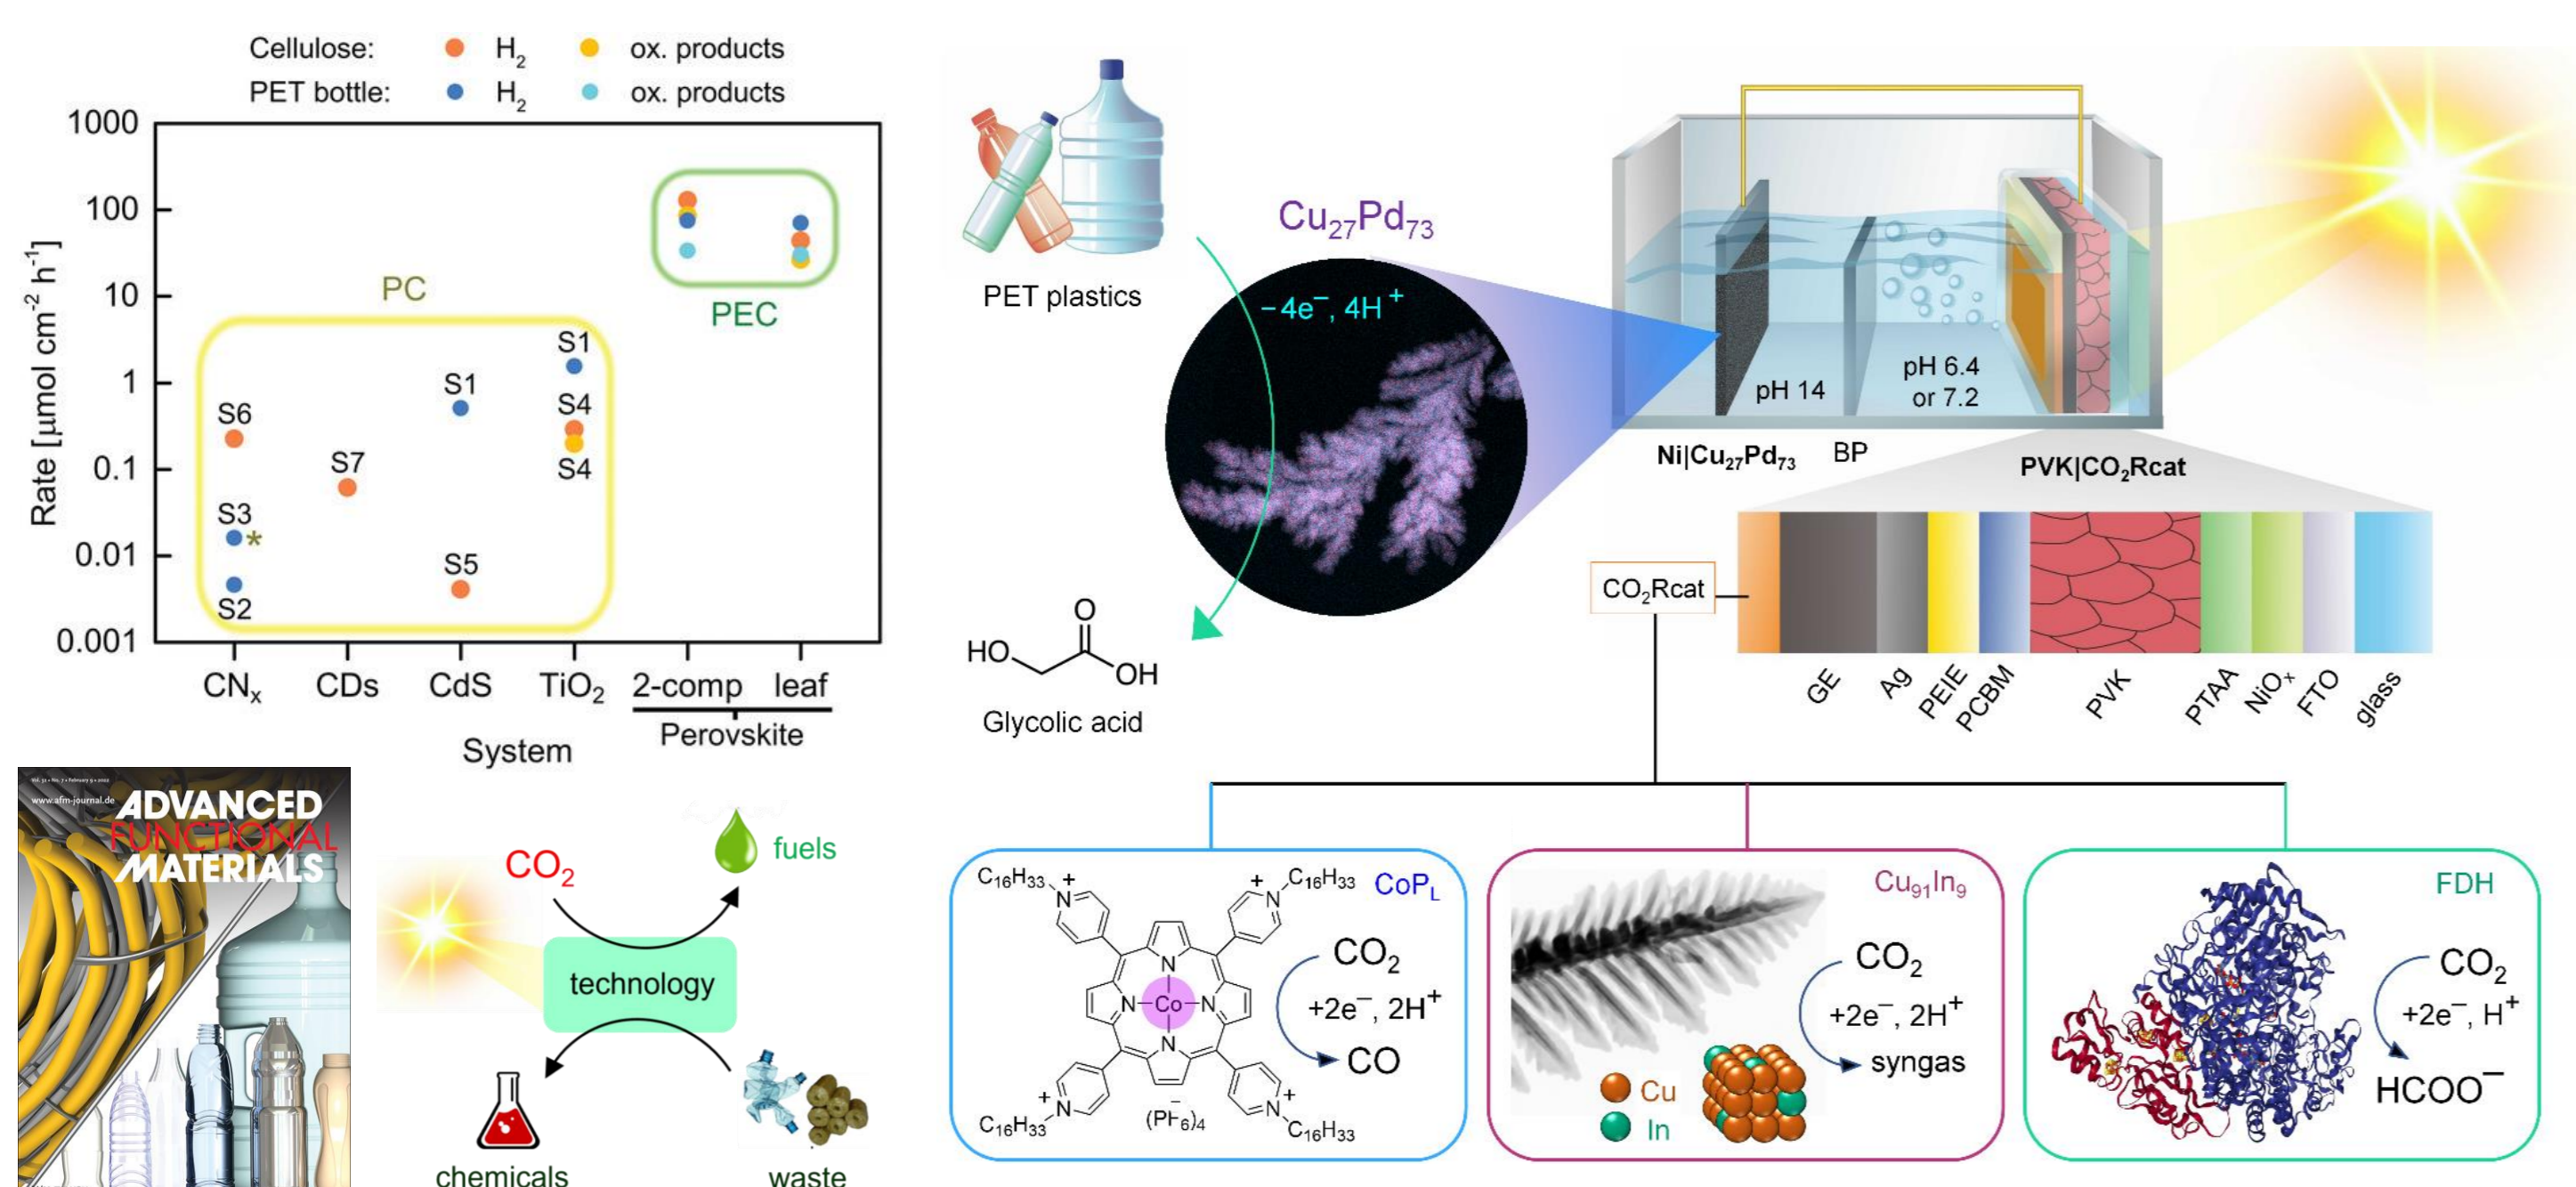 Cellulose: H₂ ox. products
PET bottle: H₂ ox. products
1000
100
10
1
0.1
0.01
0.001
Rate [µmol cm⁻² h⁻¹]
PC
PEC
S6
S3
*
S2
S7
S1
S5
S1
S4
S4
CNₓ CDs CdS TiO₂ 2-comp leaf
Perovskite
System
PET plastics
Cu₂₇Pd₇₃
−4e⁻, 4H⁺
HO
O
OH
Glycolic acid
pH 14
pH 6.4
or 7.2
Ni|Cu₂₇Pd₇₃
BP
PVK|CO₂Rcat
CO₂Rcat
GE Ag PEIE PCBM PVK PTAA NiOₓ FTO glass
www.afm-journal.de
ADVANCED
FUNCTIONAL
MATERIALS
CO₂
fuels
technology
chemicals
waste
CoP_L
C₁₆H₃₃ N⁺
N⁺ C₁₆H₃₃
N
N Co N
N
C₁₆H₃₃ N⁺
N⁺ C₁₆H₃₃
(PF₆⁻)₄
CO₂
+2e⁻, 2H⁺
CO
Cu₉₁In₉
CO₂
+2e⁻, 2H⁺
syngas
Cu
In
FDH
CO₂
+2e⁻, H⁺
HCOO⁻